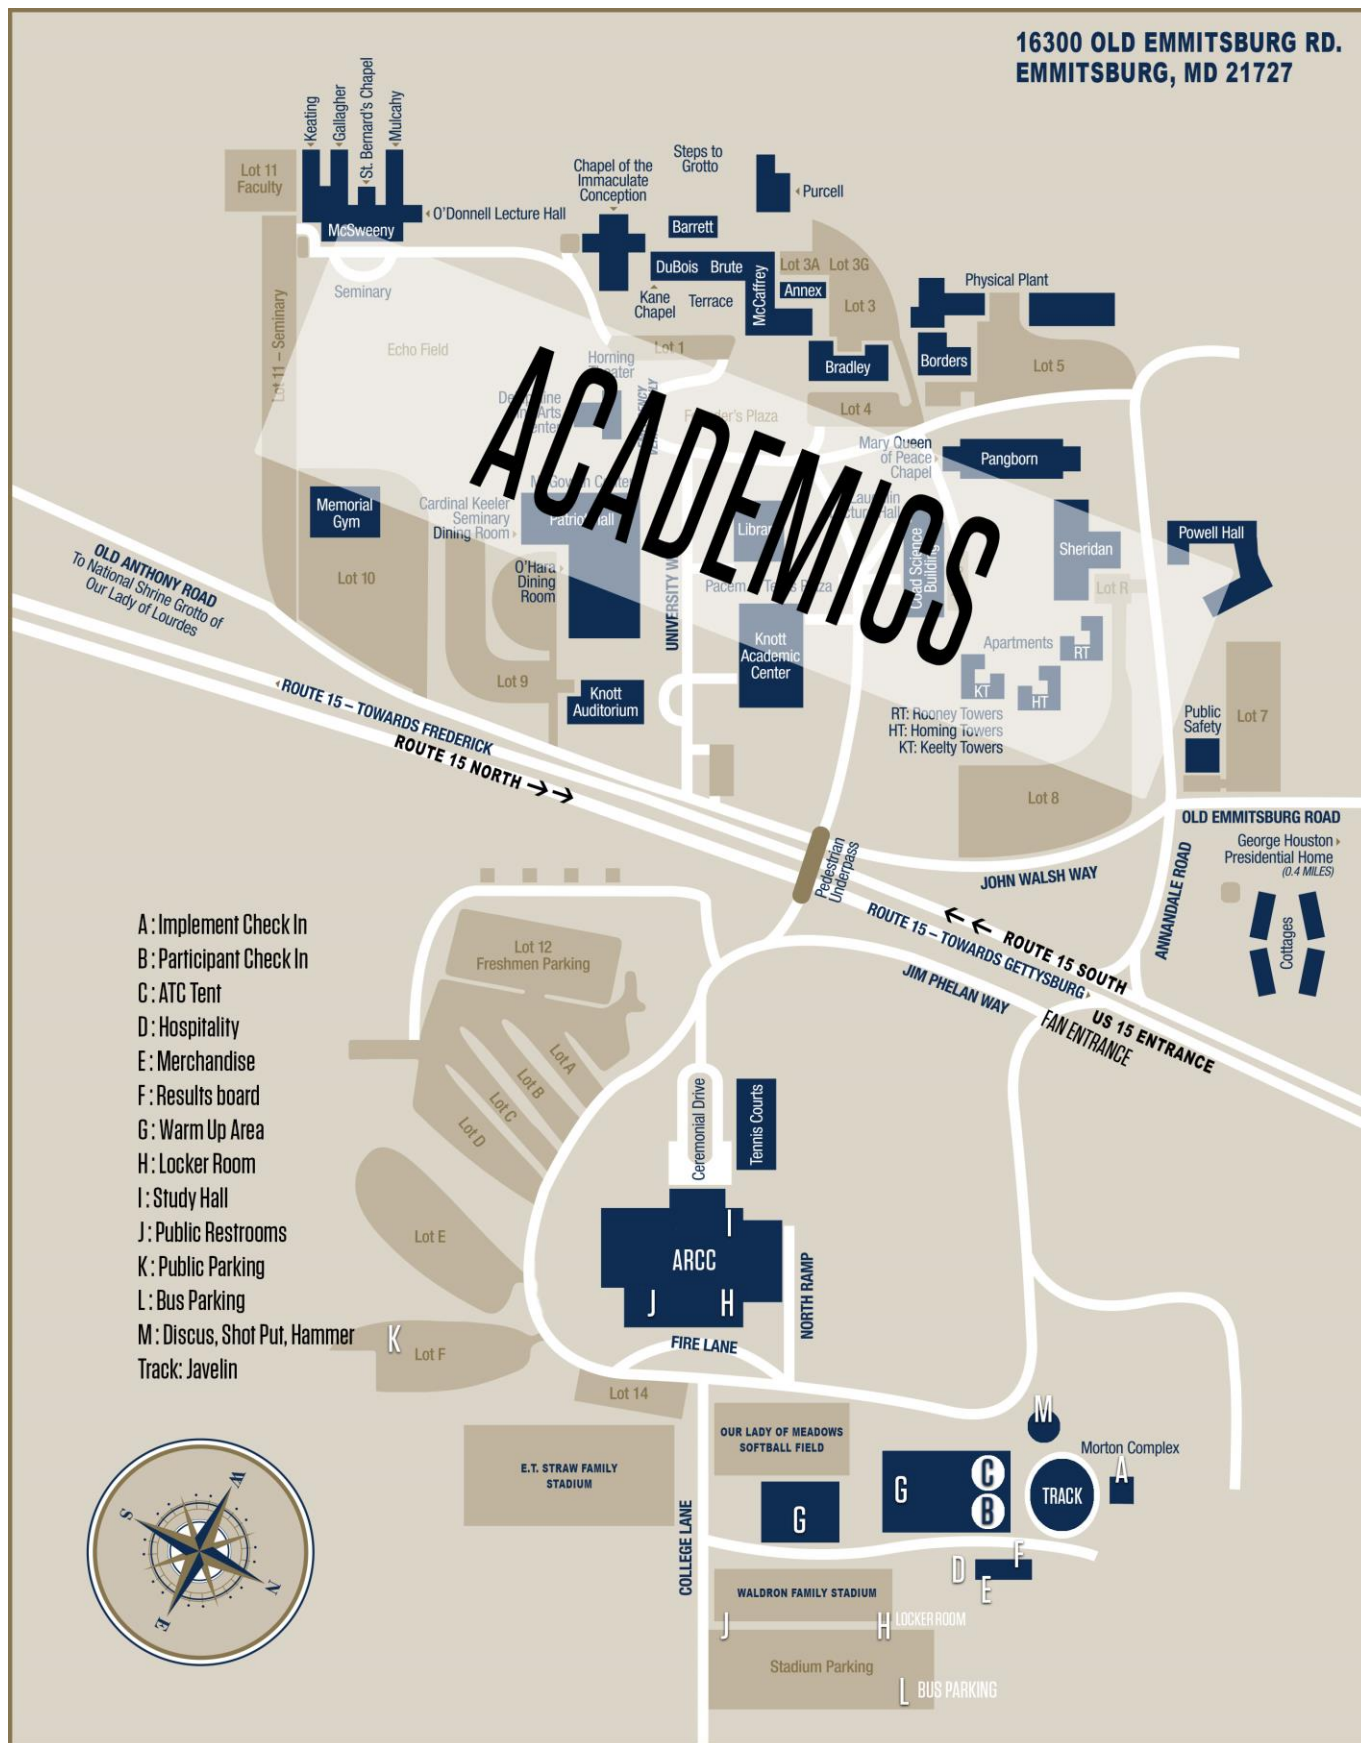 16300 OLD EMMITSBURG RD.
EMMITSBURG, MD 21727
Keating
Gallagher
St. Bernard's Chapel
Mulcahy
Lot 11
Faculty
O'Donnell Lecture Hall
McSweeny
Seminary
Lot 11 – Seminary
Echo Field
Chapel of the
Immaculate
Conception
Steps to
Grotto
Purcell
Barrett
DuBois
Brute
McCaffrey
Kane
Chapel
Terrace
Lot 3A
Lot 3G
Annex
Lot 3
Physical Plant
Bradley
Borders
Lot 5
Lot 1
Horning
Lot 4
Plaza
ACADEMICS
Mary Queen
of Peace
Chapel
Pangborn
Memorial
Gym
Cardinal Keeler
Seminary
Dining Room
O'Hara
Dining
Room
Coad Science
Building
Sheridan
Powell Hall
Lot R
Lot 10
OLD ANTHONY ROAD
To National Shrine Grotto of
Our Lady of Lourdes
UNIVERSITY
Knott
Academic
Center
Apartments
RT
KT
HT
Lot 9
Knott
Auditorium
RT: Rooney Towers
HT: Horning Towers
KT: Keelty Towers
Public
Safety
Lot 7
ROUTE 15 – TOWARDS FREDERICK
ROUTE 15 NORTH →→
Lot 8
OLD EMMITSBURG ROAD
George Houston
Presidential Home
(0.4 MILES)
Pedestrian
Underpass
JOHN WALSH WAY
ANNANDALE ROAD
Cottages
←← ROUTE 15 SOUTH
ROUTE 15 – TOWARDS GETTYSBURG
JIM PHELAN WAY
US 15 ENTRANCE
FAN ENTRANCE
Lot 12
Freshmen Parking
Lot A
Lot B
Lot C
Lot D
A : Implement Check In
B : Participant Check In
C : ATC Tent
D : Hospitality
E : Merchandise
F : Results board
G : Warm Up Area
H : Locker Room
I : Study Hall
J : Public Restrooms
K : Public Parking
L : Bus Parking
M : Discus, Shot Put, Hammer
Track: Javelin
Ceremonial Drive
Tennis Courts
Lot E
I
ARCC
J
H
NORTH RAMP
FIRE LANE
K
Lot F
Lot 14
OUR LADY OF MEADOWS
SOFTBALL FIELD
E.T. STRAW FAMILY
STADIUM
M
Morton Complex
A
G
C
B
TRACK
G
COLLEGE LANE
D
F
E
WALDRON FAMILY STADIUM
J
H LOCKER ROOM
Stadium Parking
L BUS PARKING
W
S
N
E